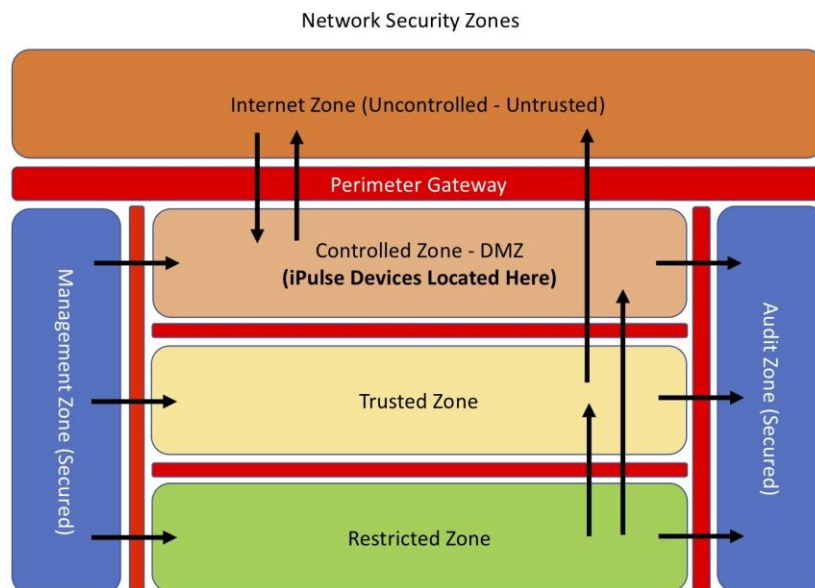 Network Security Zones
Internet Zone (Uncontrolled - Untrusted)
Perimeter Gateway
Controlled Zone - DMZ
(iPulse Devices Located Here)
Management Zone (Secured)
Trusted Zone
Audit Zone (Secured)
Restricted Zone